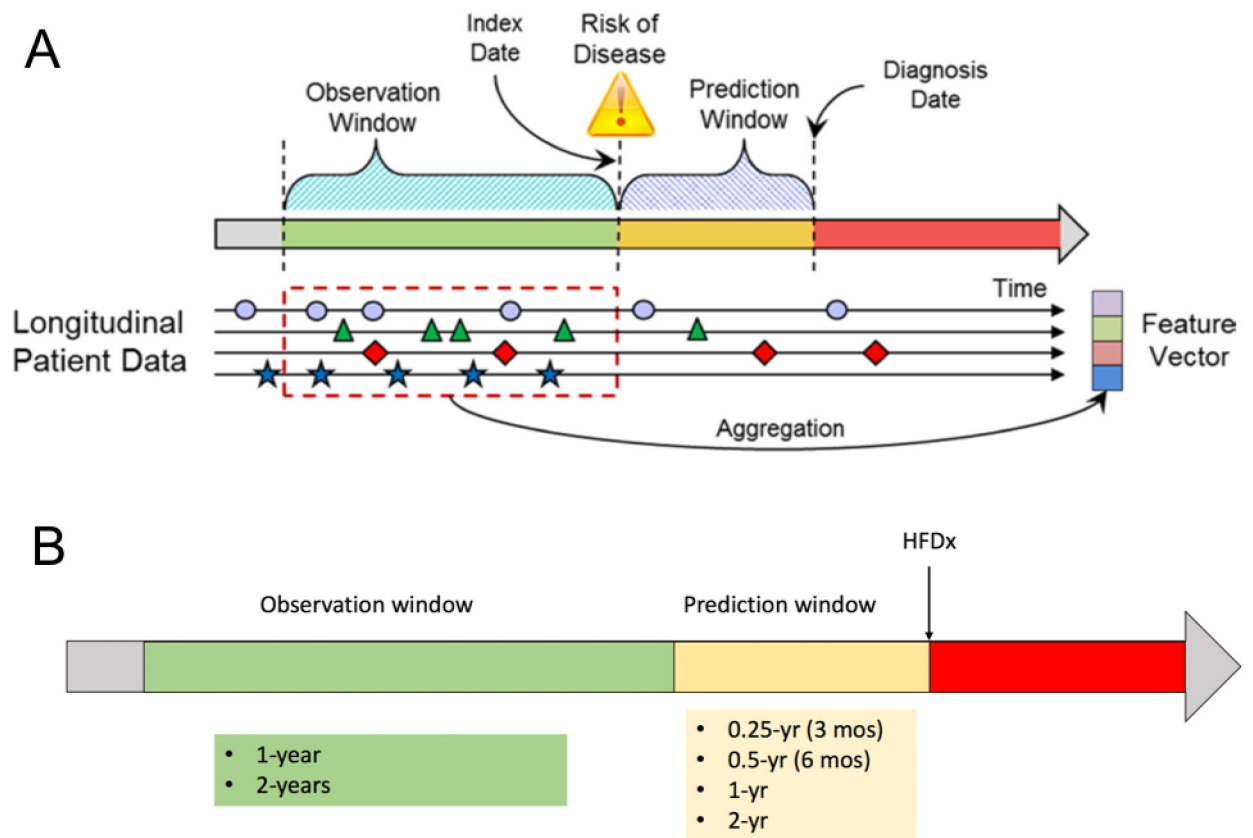 A
Index
Date
Risk of
Disease
Observation
Window
Prediction
Window
Diagnosis
Date
Longitudinal
Patient Data
Time
Feature
Vector
Aggregation
B
HFDx
Observation window
Prediction window
• 1-year
• 2-years
• 0.25-yr (3 mos)
• 0.5-yr (6 mos)
• 1-yr
• 2-yr